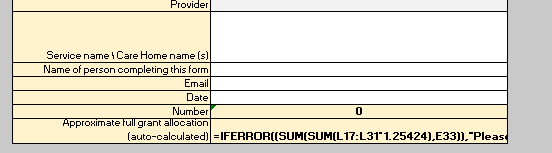 Provider
Service name \ Care Home name (s)
Name of person completing this form
Email
Date
Number 0
Approximate full grant allocation
(auto-calculated) =IFERROR((SUM(SUM(L17:L31*1.25424),E33)),"Please